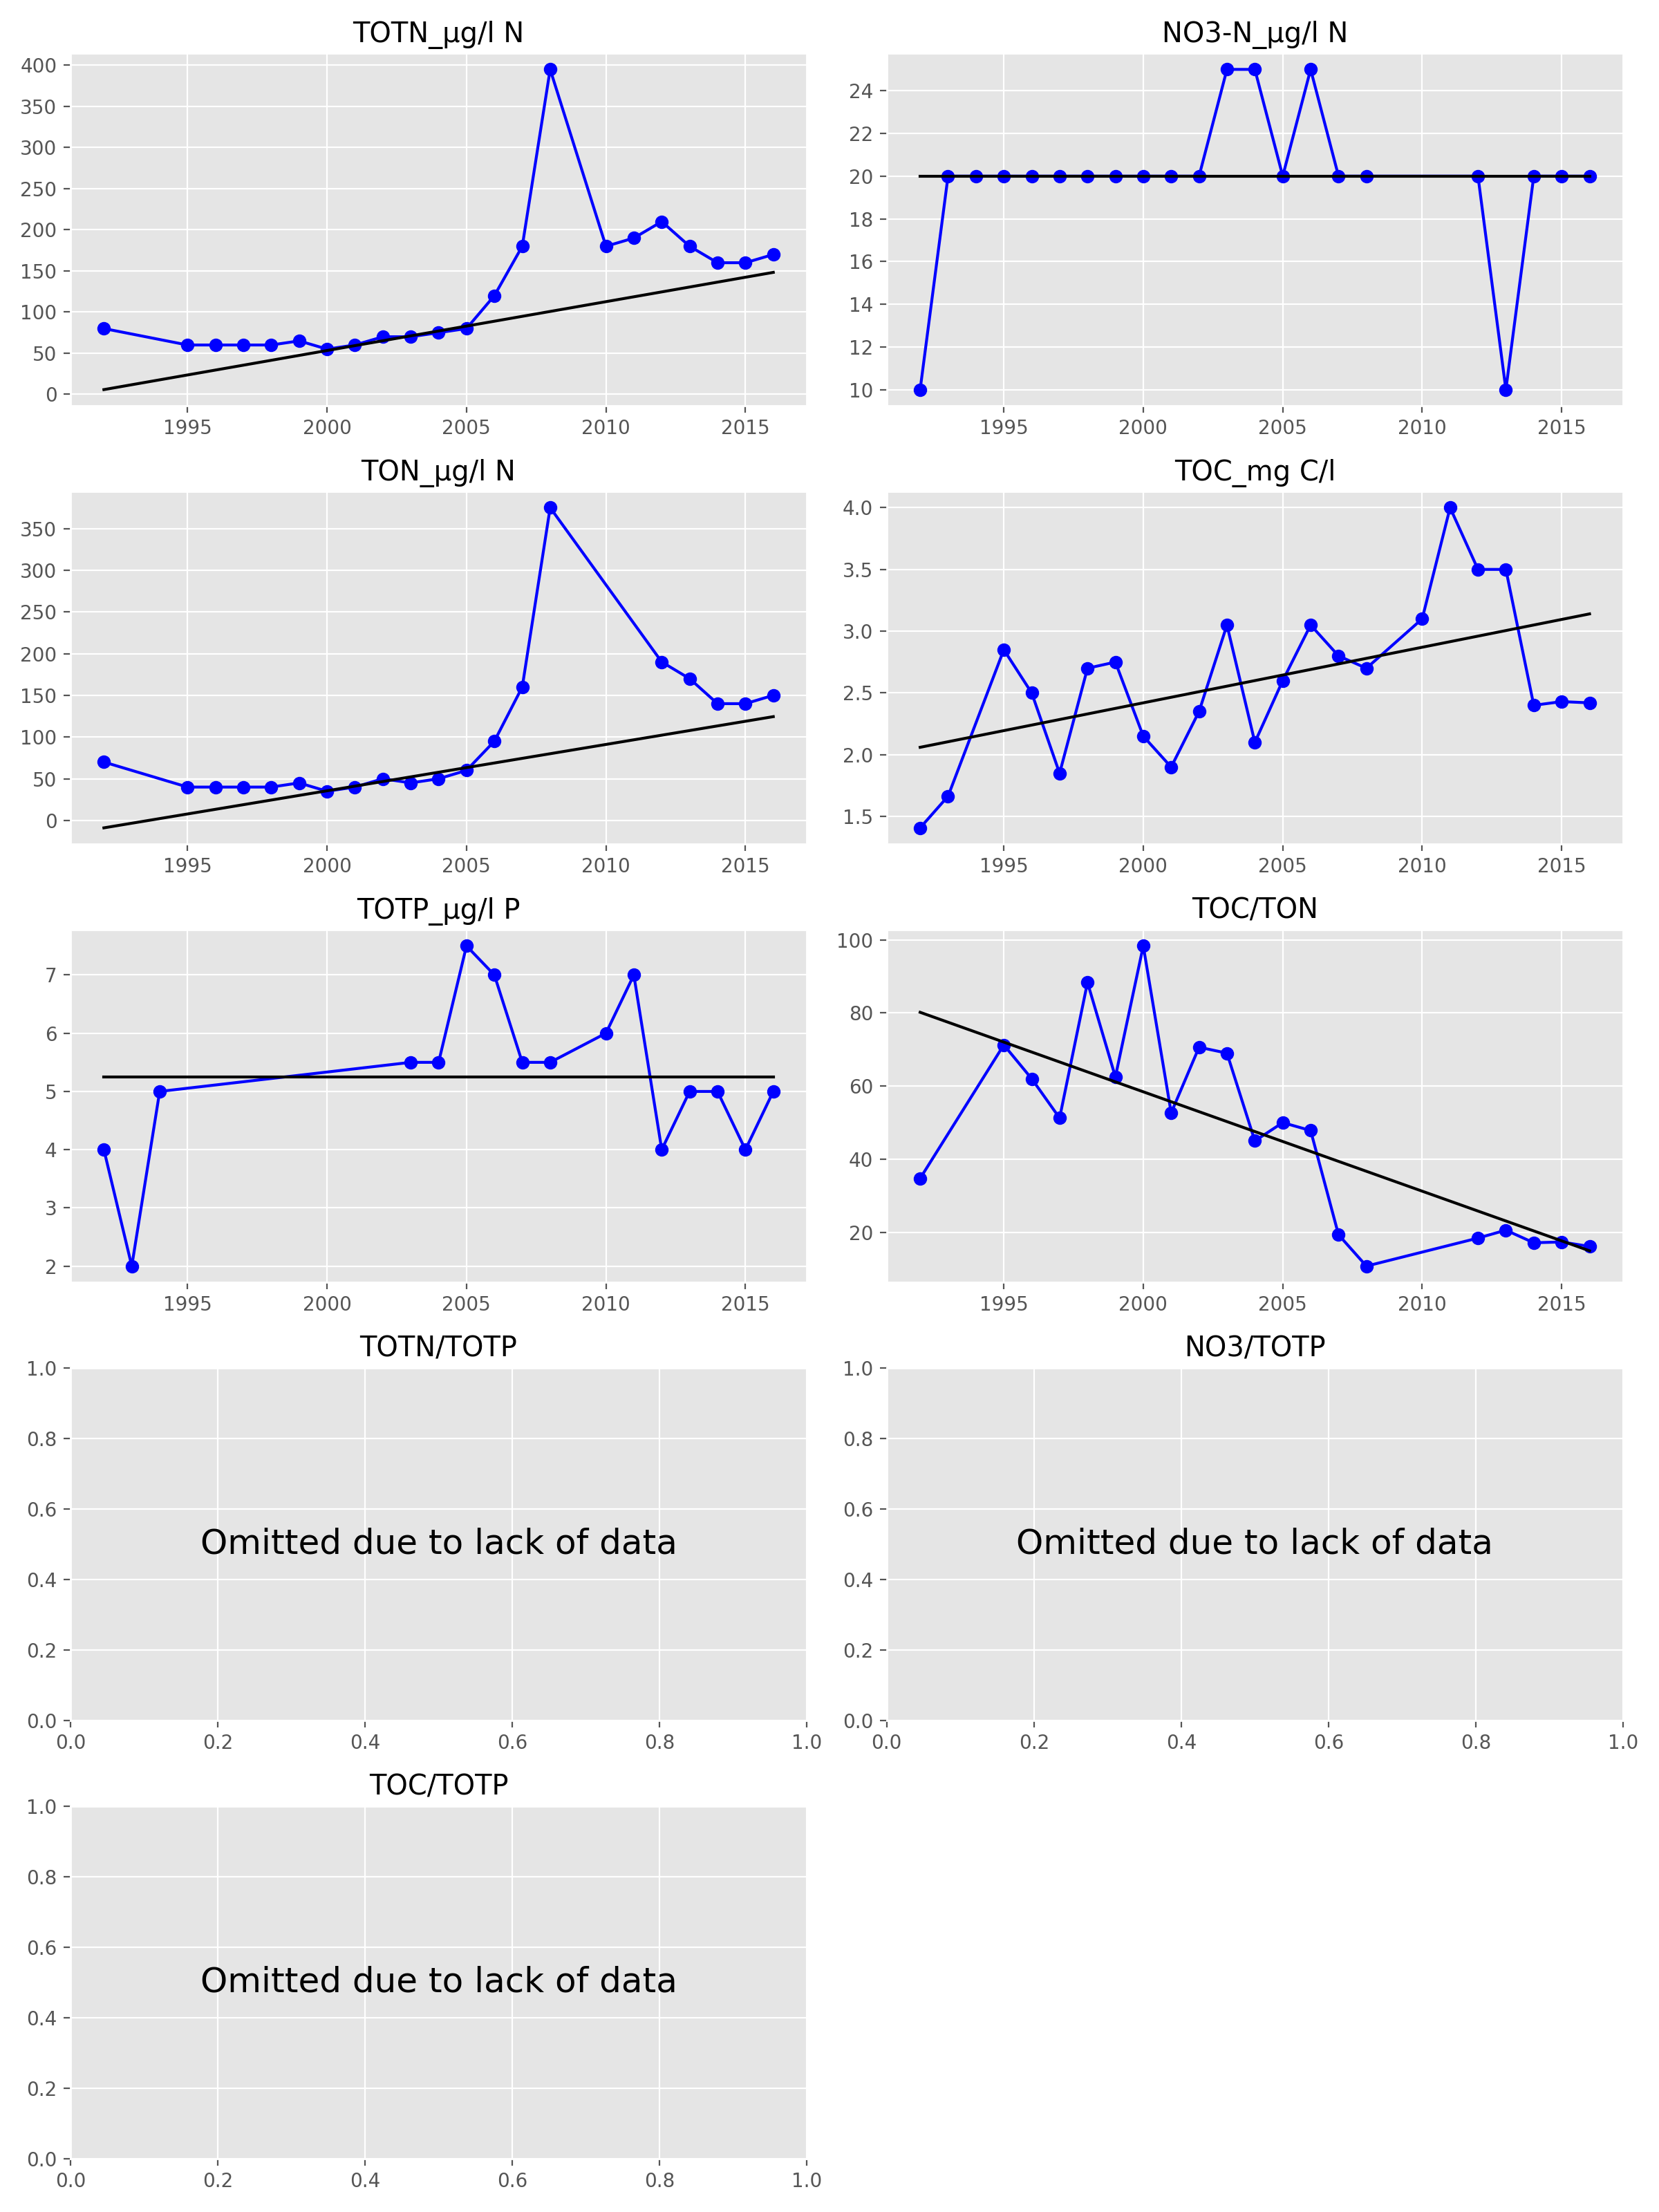 TOTN_µg/l N
400
350
300
250
200
150
100
50
0
1995 2000 2005 2010 2015
NO3-N_µg/l N
24
22
20
18
16
14
12
10
1995 2000 2005 2010 2015
TON_µg/l N
350
300
250
200
150
100
50
0
1995 2000 2005 2010 2015
TOC_mg C/l
4.0
3.5
3.0
2.5
2.0
1.5
1995 2000 2005 2010 2015
TOTP_µg/l P
7
6
5
4
3
2
1995 2000 2005 2010 2015
TOC/TON
100
80
60
40
20
1995 2000 2005 2010 2015
TOTN/TOTP
1.0
0.8
0.6
Omitted due to lack of data
0.4
0.2
0.0
0.0 0.2 0.4 0.6 0.8 1.0
NO3/TOTP
1.0
0.8
0.6
Omitted due to lack of data
0.4
0.2
0.0
0.0 0.2 0.4 0.6 0.8 1.0
TOC/TOTP
1.0
0.8
0.6
Omitted due to lack of data
0.4
0.2
0.0
0.0 0.2 0.4 0.6 0.8 1.0